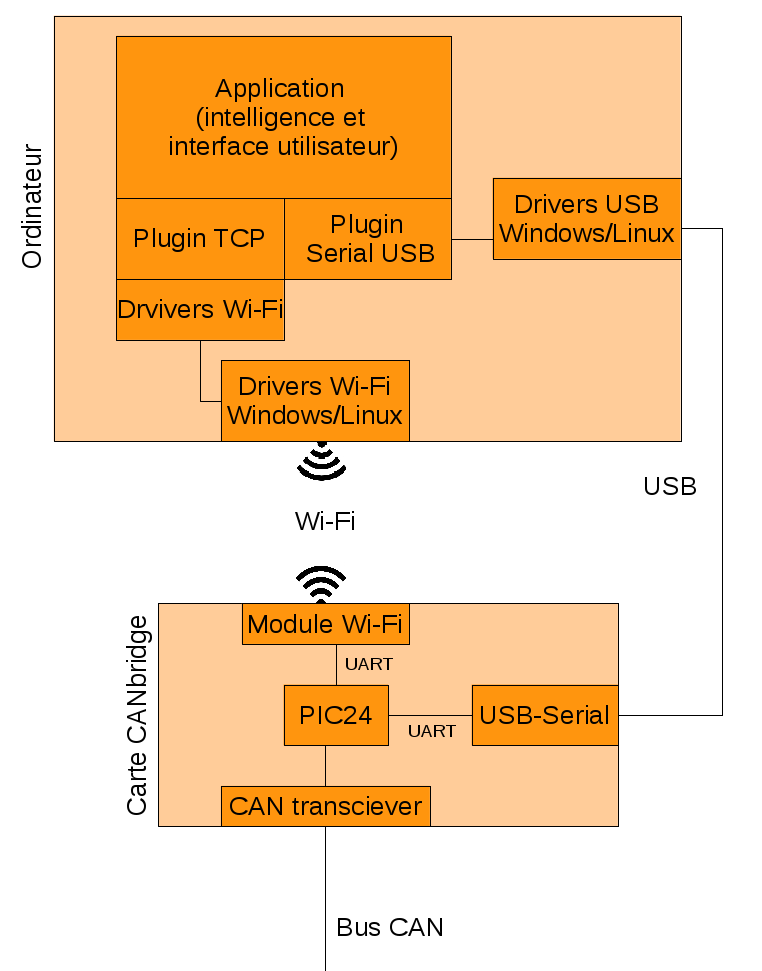 Ordinateur
Application
(intelligence et
interface utilisateur)
Plugin TCP
Plugin
Serial USB
Drivers USB
Windows/Linux
Drvivers Wi-Fi
Drivers Wi-Fi
Windows/Linux
USB
Wi-Fi
Carte CANbridge
Module Wi-Fi
UART
PIC24
UART
USB-Serial
CAN transciever
Bus CAN